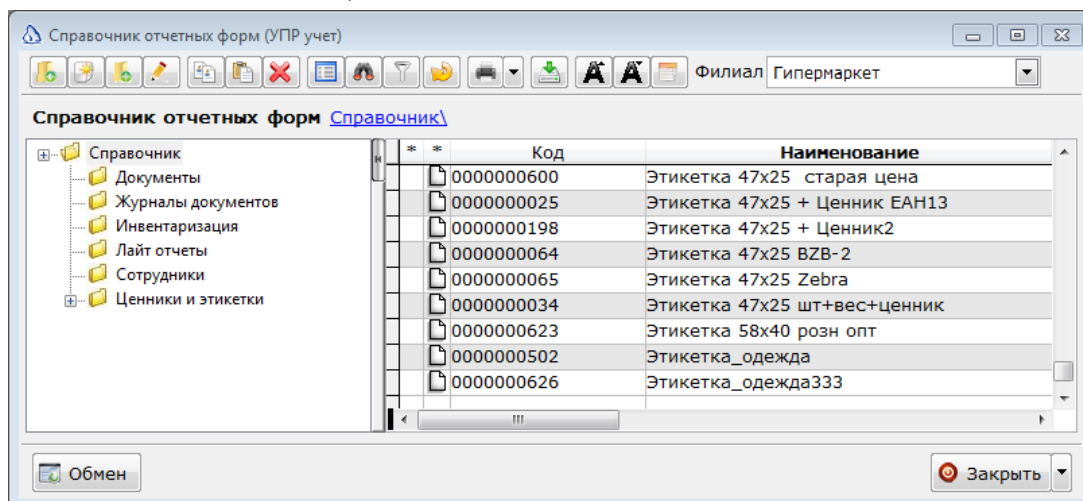 Справочник отчетных форм (УПР учет)
Филиал Гипермаркет
Справочник отчетных форм Справочник\
Справочник
Документы
Журналы документов
Инвентаризация
Лайт отчеты
Сотрудники
Ценники и этикетки
* * Код Наименование
0000000600 Этикетка 47x25 старая цена
0000000025 Этикетка 47x25 + Ценник EAH13
0000000198 Этикетка 47x25 + Ценник2
0000000064 Этикетка 47x25 BZB-2
0000000065 Этикетка 47x25 Zebra
0000000034 Этикетка 47x25 шт+вес+ценник
0000000623 Этикетка 58x40 розн опт
0000000502 Этикетка_одежда
0000000626 Этикетка_одежда333
Обмен
Закрыть